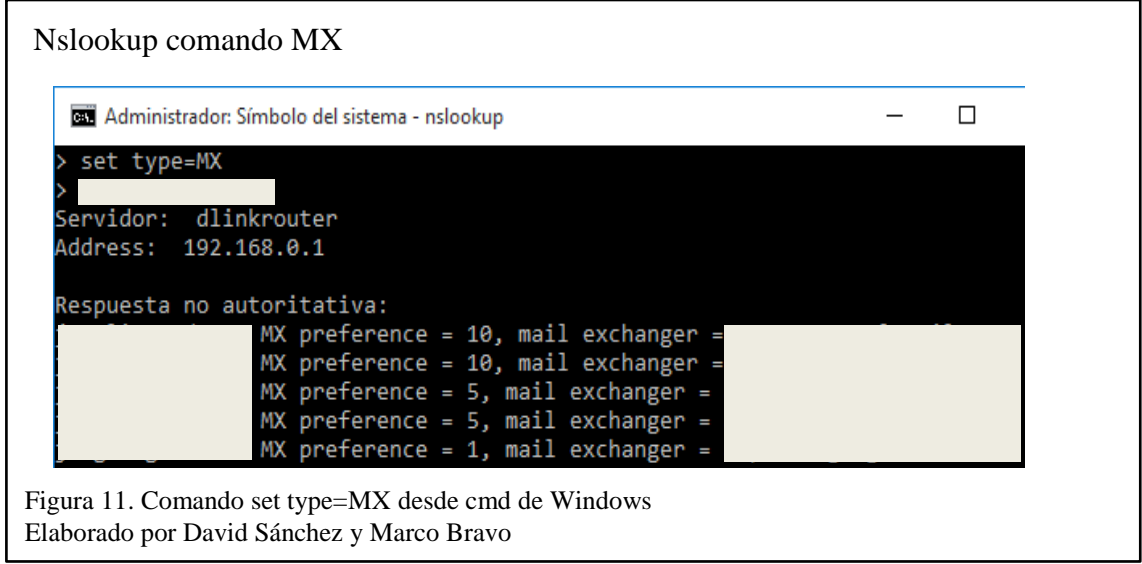 Nslookup comando MX
Administrador: Símbolo del sistema - nslookup
> set type=MX
>
Servidor:  dlinkrouter
Address:  192.168.0.1
Respuesta no autoritativa:
MX preference = 10, mail exchanger =
MX preference = 10, mail exchanger =
MX preference = 5, mail exchanger =
MX preference = 5, mail exchanger =
MX preference = 1, mail exchanger =
Figura 11. Comando set type=MX desde cmd de Windows
Elaborado por David Sánchez y Marco Bravo